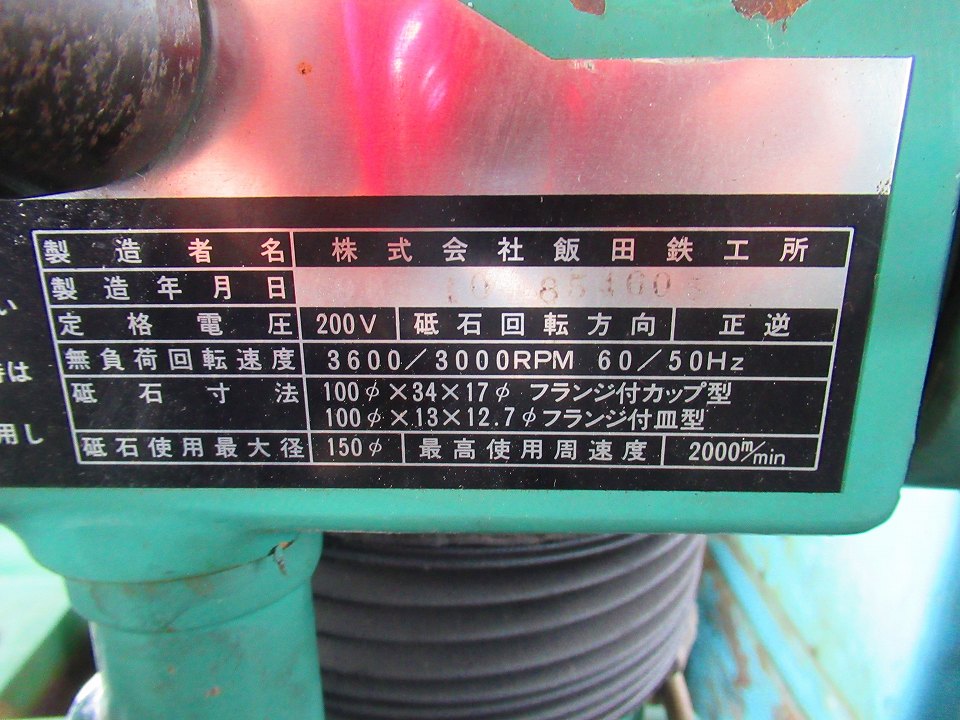 製造者名 株式会社飯田鉄工所
製造年月日
定格電圧 200V 砥石回転方向 正逆
無負荷回転速度 3600/3000RPM 60/50Hz
砥石寸法 100φ×34×17φ フランジ付カップ型
100φ×13×12.7φフランジ付皿型
砥石使用最大径 150φ 最高使用周速度 2000m/min
い
は
用し